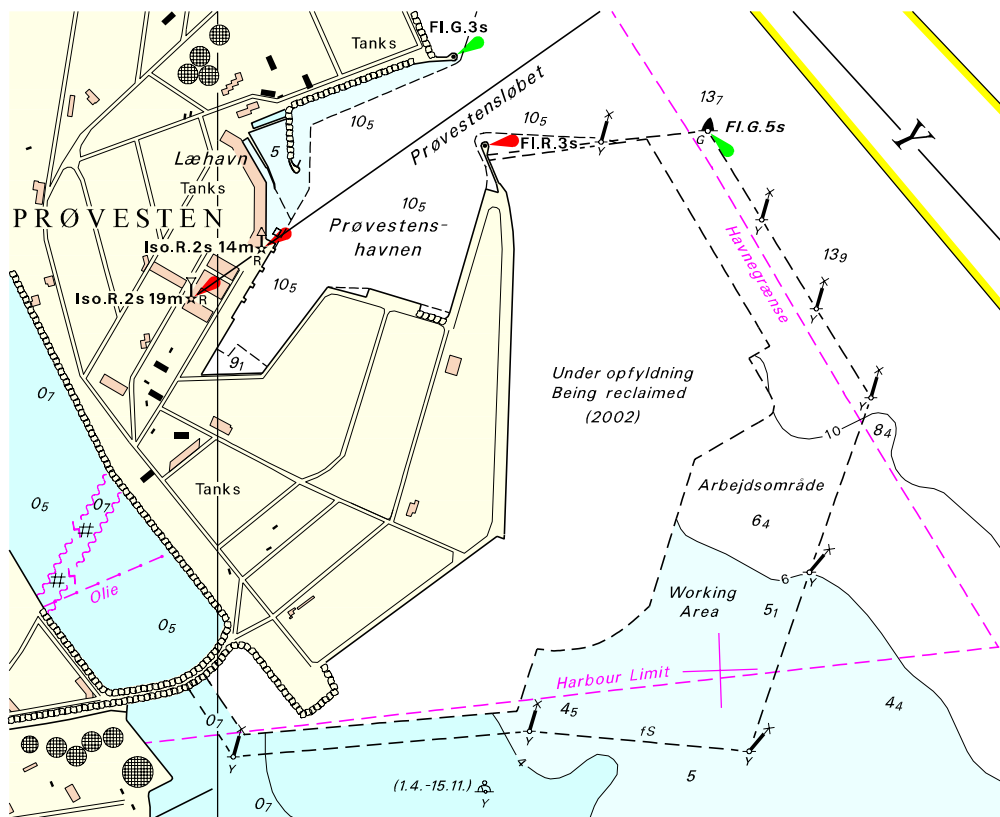 Fl.G.3s
Tanks
13₇
Prøvestensløbet
10₅
10₅
Fl.G.5s
G
Y
Y
Fl.R.3s
5
Læhavn
Tanks
10₅
PRØVESTEN
Prøvestens-
havnen
Y
Havnegrænse
Iso.R.2s 14m
R
13₉
10₅
Iso.R.2s 19m
R
Y
9₁
Under opfyldning
Being reclaimed
(2002)
0₇
Y
10
8₄
Tanks
Arbejdsområde
0₅
0₇
6₄
#
#
Olie
6
Y
Working
Area
5₁
0₅
Harbour Limit
0₇
4₅
4₄
fS
Y
Y
Y
4
5
(1.4.-15.11.)
Y
0₇